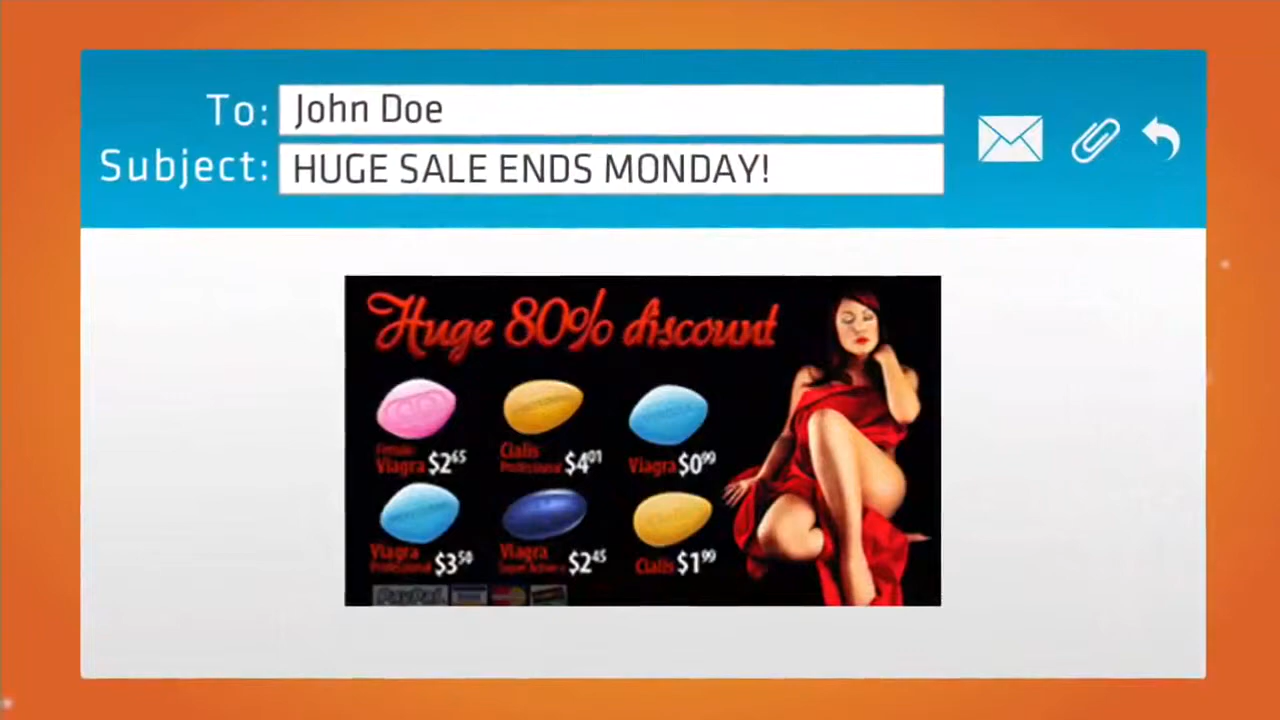 To: John Doe
Subject: HUGE SALE ENDS MONDAY!
Huge 80% discount
Female
Viagra $2.65
Cialis
Professional $4.01
Viagra $0.99
Viagra
Professional $3.50
Viagra
Super Active+ $2.45
Cialis $1.99
PayPal